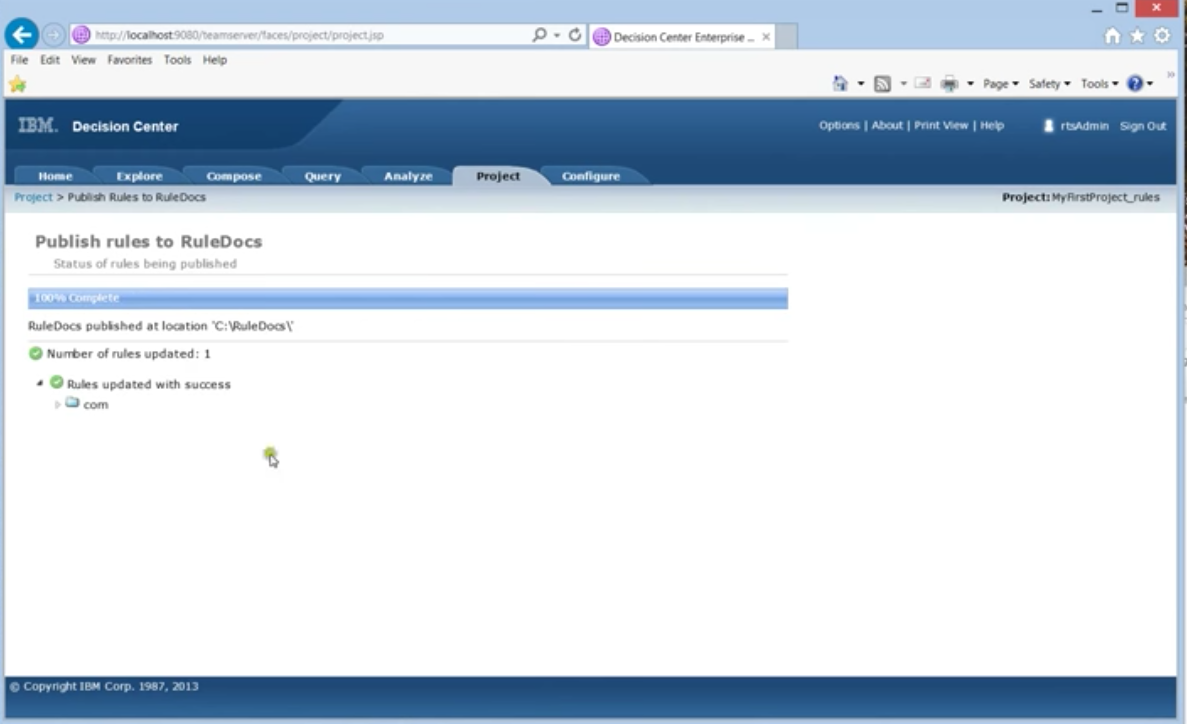 http://localhost:9080/teamserver/faces/project/project.jsp
Decision Center Enterprise ...
File Edit View Favorites Tools Help
Page Safety Tools
IBM. Decision Center
Options | About | Print View | Help rtsAdmin Sign Out
Home Explore Compose Query Analyze Project Configure
Project > Publish Rules to RuleDocs
Project: MyFirstProject_rules
Publish rules to RuleDocs
Status of rules being published
100% Complete
RuleDocs published at location 'C:\RuleDocs\'
Number of rules updated: 1
Rules updated with success
com
© Copyright IBM Corp. 1987, 2013